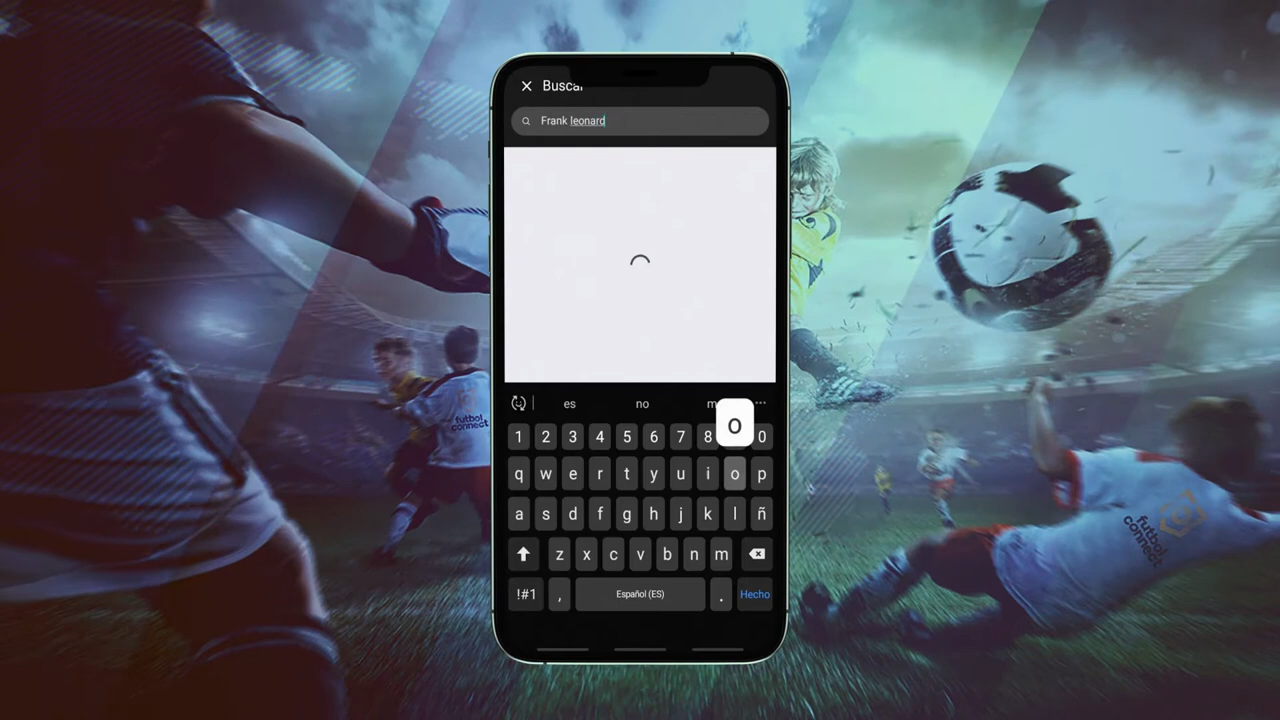 Buscar
Frank leonard
es no m ...
o
1 2 3 4 5 6 7 8 0
q w e r t y u i o p
a s d f g h j k l ñ
z x c v b n m
!#1 , Español (ES) . Hecho
futbol
connect
futbol
connect